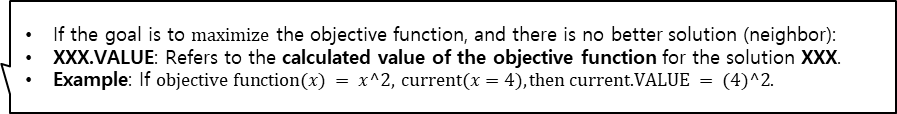 • If the goal is to maximize the objective function, and there is no better solution (neighbor):
• XXX.VALUE: Refers to the calculated value of the objective function for the solution XXX.
• Example: If objective function(x) = x^2, current(x = 4),then current.VALUE = (4)^2.